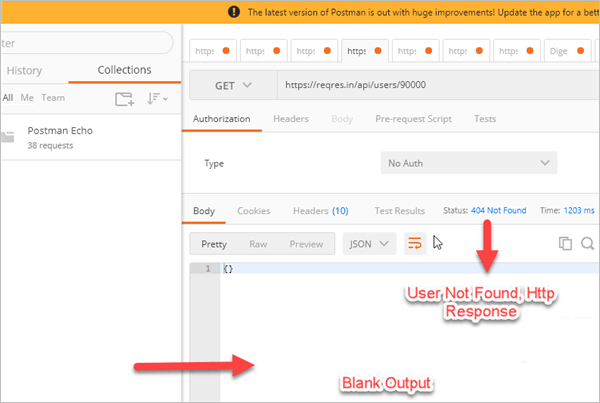 The latest version of Postman is out with huge improvements! Update the app for a bett
ter
https https https https https https https https Dige
History Collections
GET https://reqres.in/api/users/90000
All Me Team
Authorization Headers Body Pre-request Script Tests
Postman Echo
38 requests
Type No Auth
Body Cookies Headers (10) Test Results Status: 404 Not Found Time: 1203 ms
Pretty Raw Preview JSON
1 {}
User Not Found, Http
Response
Blank Output